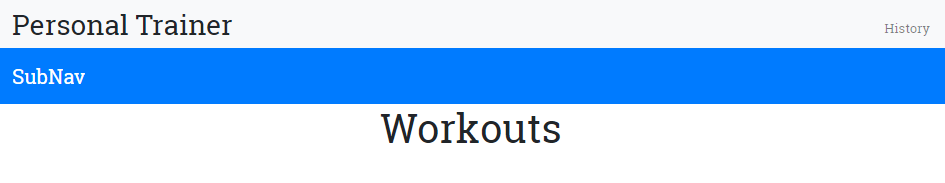 Personal Trainer
History
SubNav
Workouts